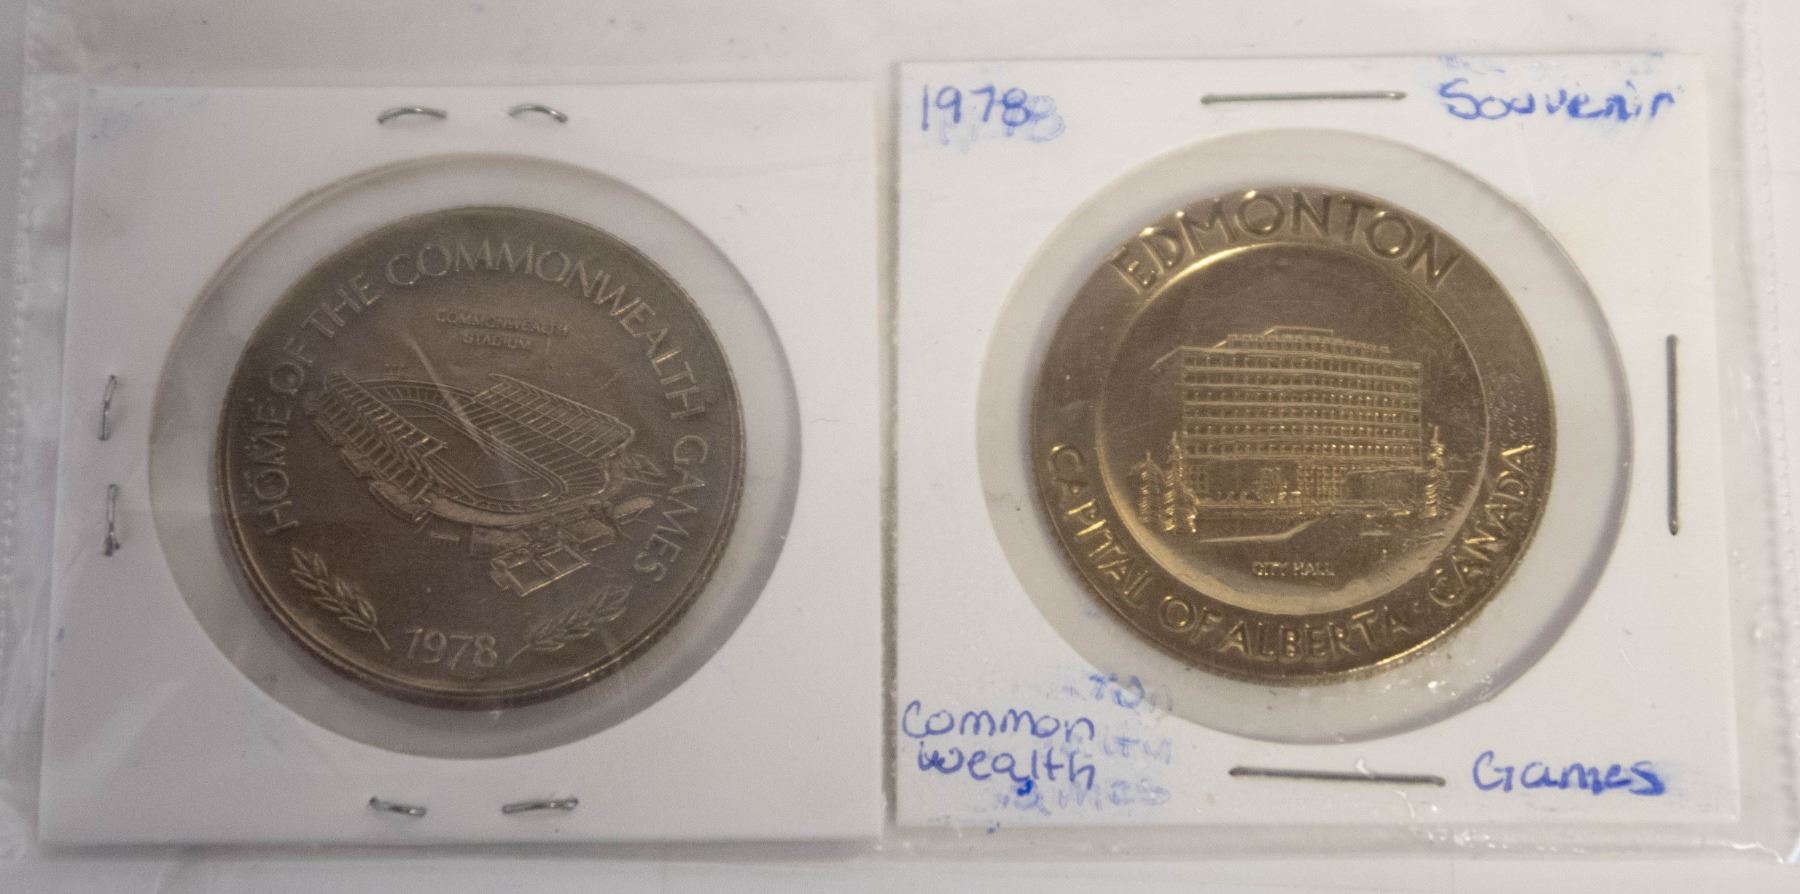 HOME OF THE COMMONWEALTH GAMES
COMMONWEALTH
STADIUM
1978
1978
Souvenir
EDMONTON
CITY HALL
CAPITAL OF ALBERTA · CANADA
Common
wealth
Games